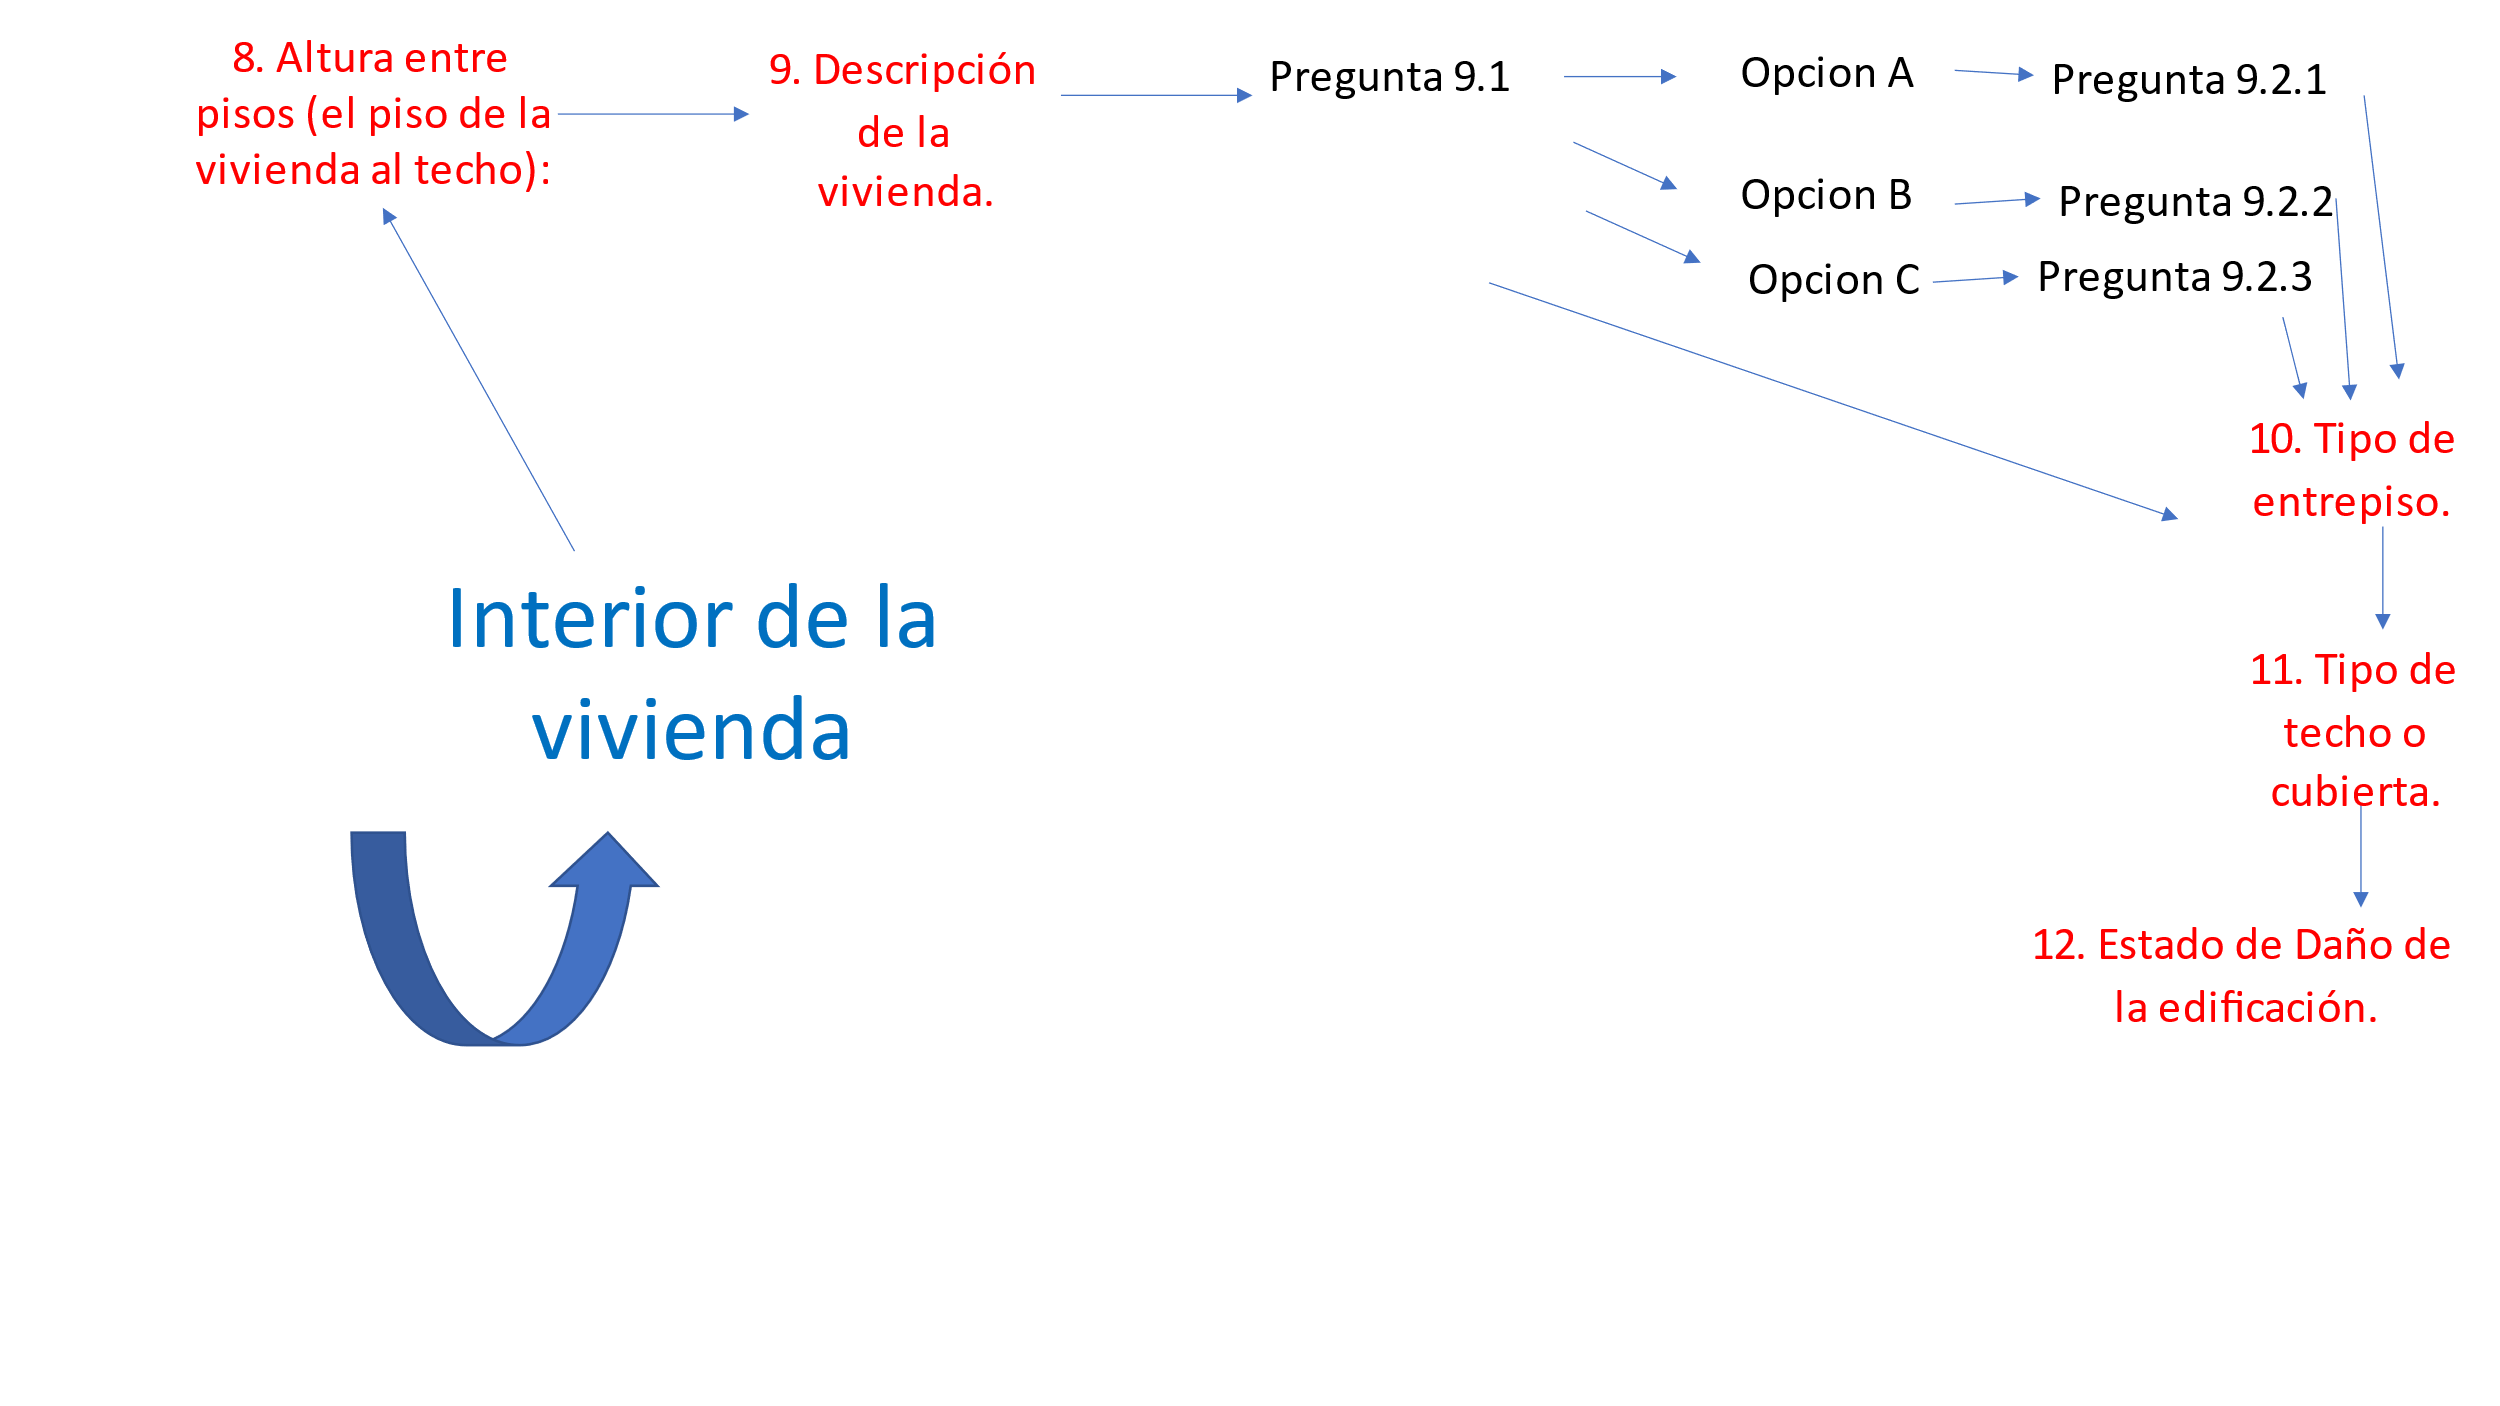 8. Altura entre
pisos (el piso de la
vivienda al techo):
9. Descripción
de la
vivienda.
Pregunta 9.1
Opcion A
Pregunta 9.2.1
Opcion B
Pregunta 9.2.2
Opcion C
Pregunta 9.2.3
10. Tipo de
entrepiso.
Interior de la
vivienda
11. Tipo de
techo o
cubierta.
12. Estado de Daño de
la edificación.